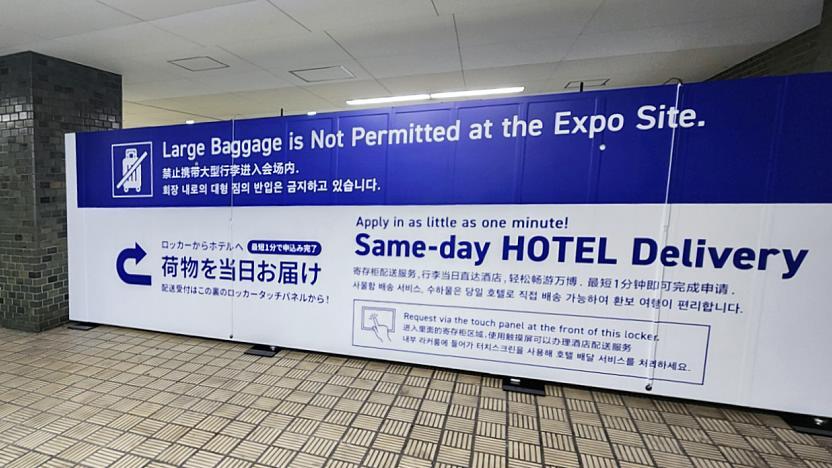 Large Baggage is Not Permitted at the Expo Site.
禁止携带大型行李进入会场内.
회장 내로의 대형 짐의 반입은 금지하고 있습니다.
ロッカーからホテルへ 最短1分で申込み完了
荷物を当日お届け
配送受付はこの裏のロッカータッチパネルから!
Apply in as little as one minute!
Same-day HOTEL Delivery
寄存柜配送服务,行李当日直达酒店,轻松畅游万博. 最短1分钟即可完成申请.
사물함 배송 서비스, 수하물은 당일 호텔로 직접 배송 가능하여 환보 여행이 편리합니다.
Request via the touch panel at the front of this locker.
进入里面的寄存柜区域,使用触摸屏可以办理酒店配送服务
내부 라커룸에 들어가 터치스크린을 사용해 호텔 배달 서비스를 처리하세요.